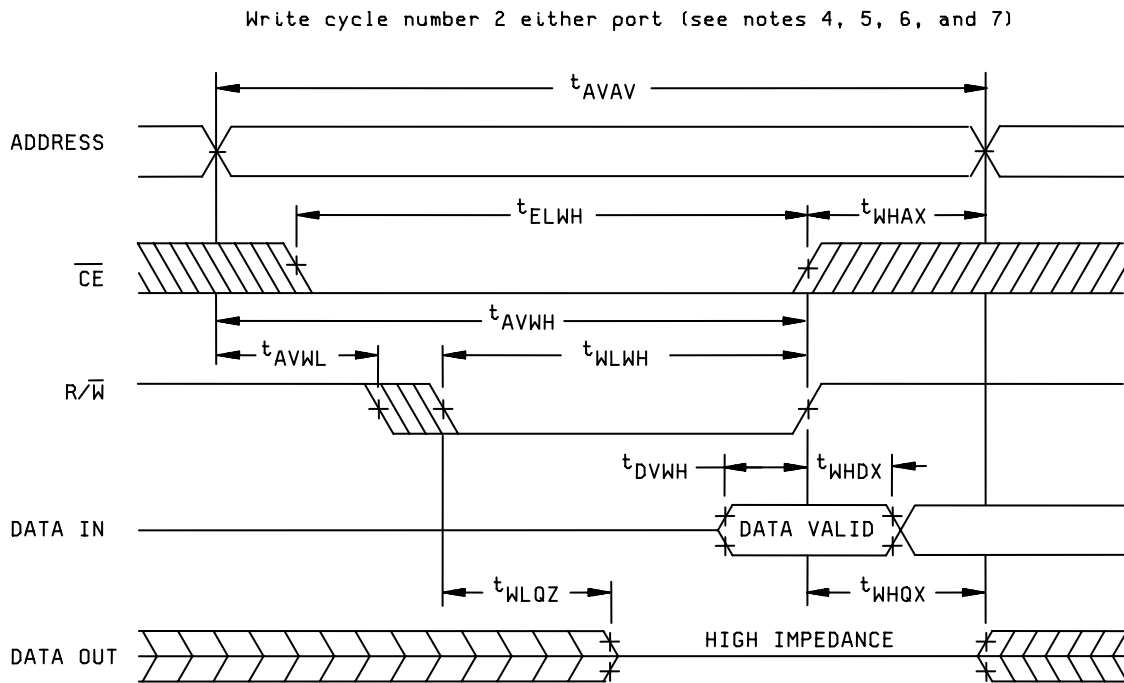 Write cycle number 2 either port (see notes 4, 5, 6, and 7)
tAVAV
ADDRESS
tELWH
tWHAX
C̅E̅
tAVWH
tAVWL
tWLWH
R/W̅
tDVWH
tWHDX
DATA IN
DATA VALID
tWLQZ
tWHQX
HIGH IMPEDANCE
DATA OUT